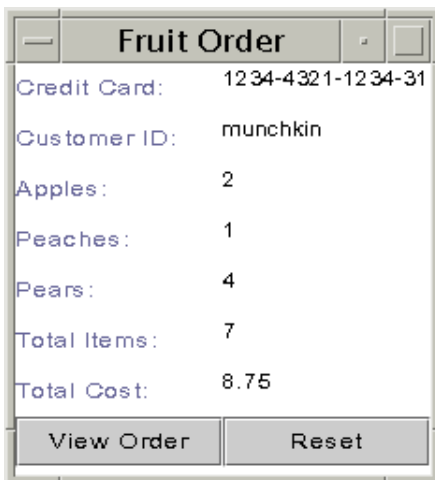 Fruit Order
Credit Card: 1234-4321-1234-31
Customer ID: munchkin
Apples: 2
Peaches: 1
Pears: 4
Total Items: 7
Total Cost: 8.75
View Order Reset